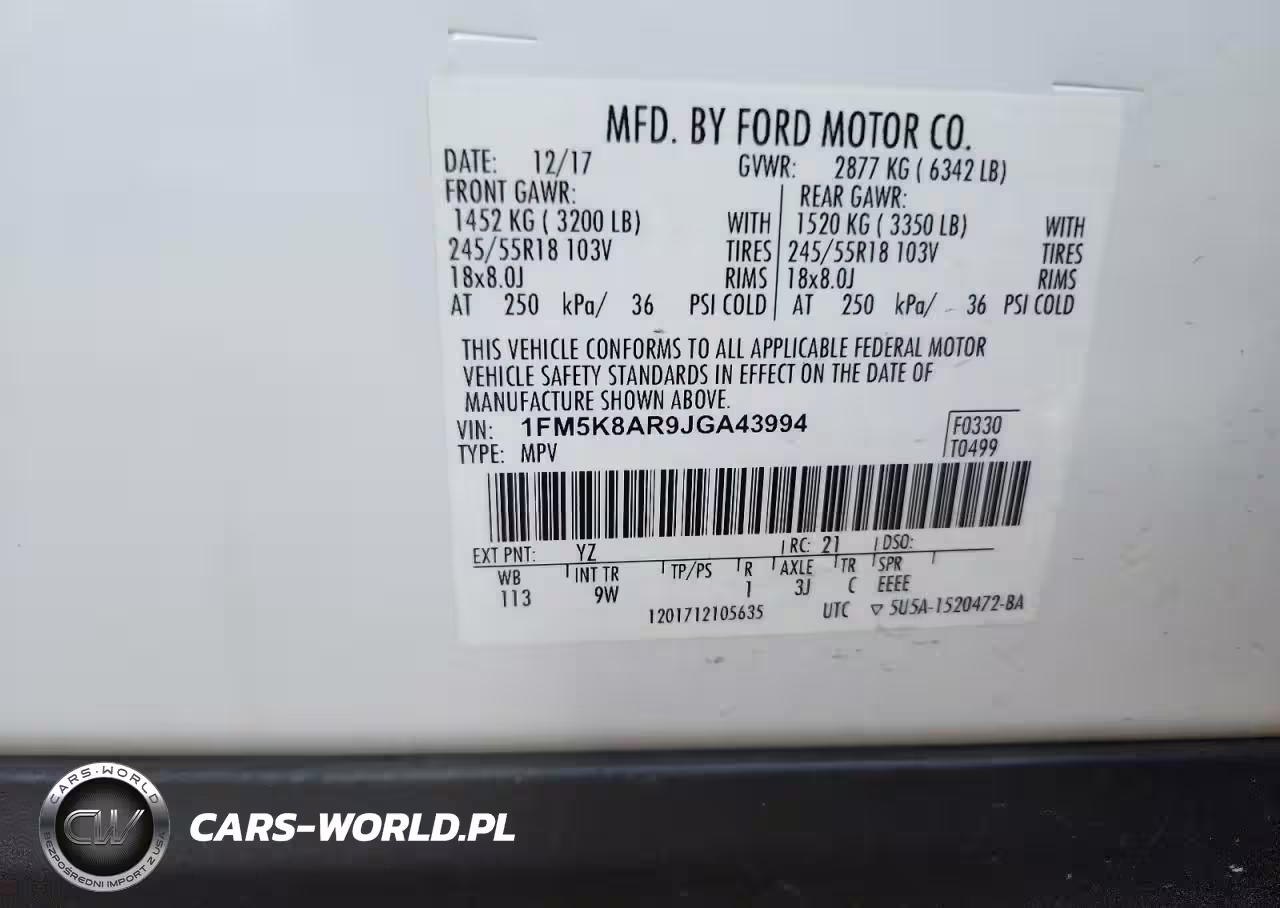 MFD. BY FORD MOTOR CO.
DATE: 12/17 GVWR: 2877 KG ( 6342 LB)
FRONT GAWR: REAR GAWR:
1452 KG ( 3200 LB) WITH 1520 KG ( 3350 LB) WITH
245/55R18 103V TIRES 245/55R18 103V TIRES
18x8.0J RIMS 18x8.0J RIMS
AT 250 kPa/ 36 PSI COLD AT 250 kPa/ 36 PSI COLD
THIS VEHICLE CONFORMS TO ALL APPLICABLE FEDERAL MOTOR
VEHICLE SAFETY STANDARDS IN EFFECT ON THE DATE OF
MANUFACTURE SHOWN ABOVE.
VIN: 1FM5K8AR9JGA43994 F0330
TYPE: MPV T0499
EXT PNT: YZ RC: 21 DSO:
WB INT TR TP/PS R AXLE TR SPR
113 9W 1 3J C EEEE
1201712105635 UTC ▽ 5U5A-1520472-BA
CARS-WORLD
CW
BEZPOŚREDNI IMPORT Z USA
CARS-WORLD.PL